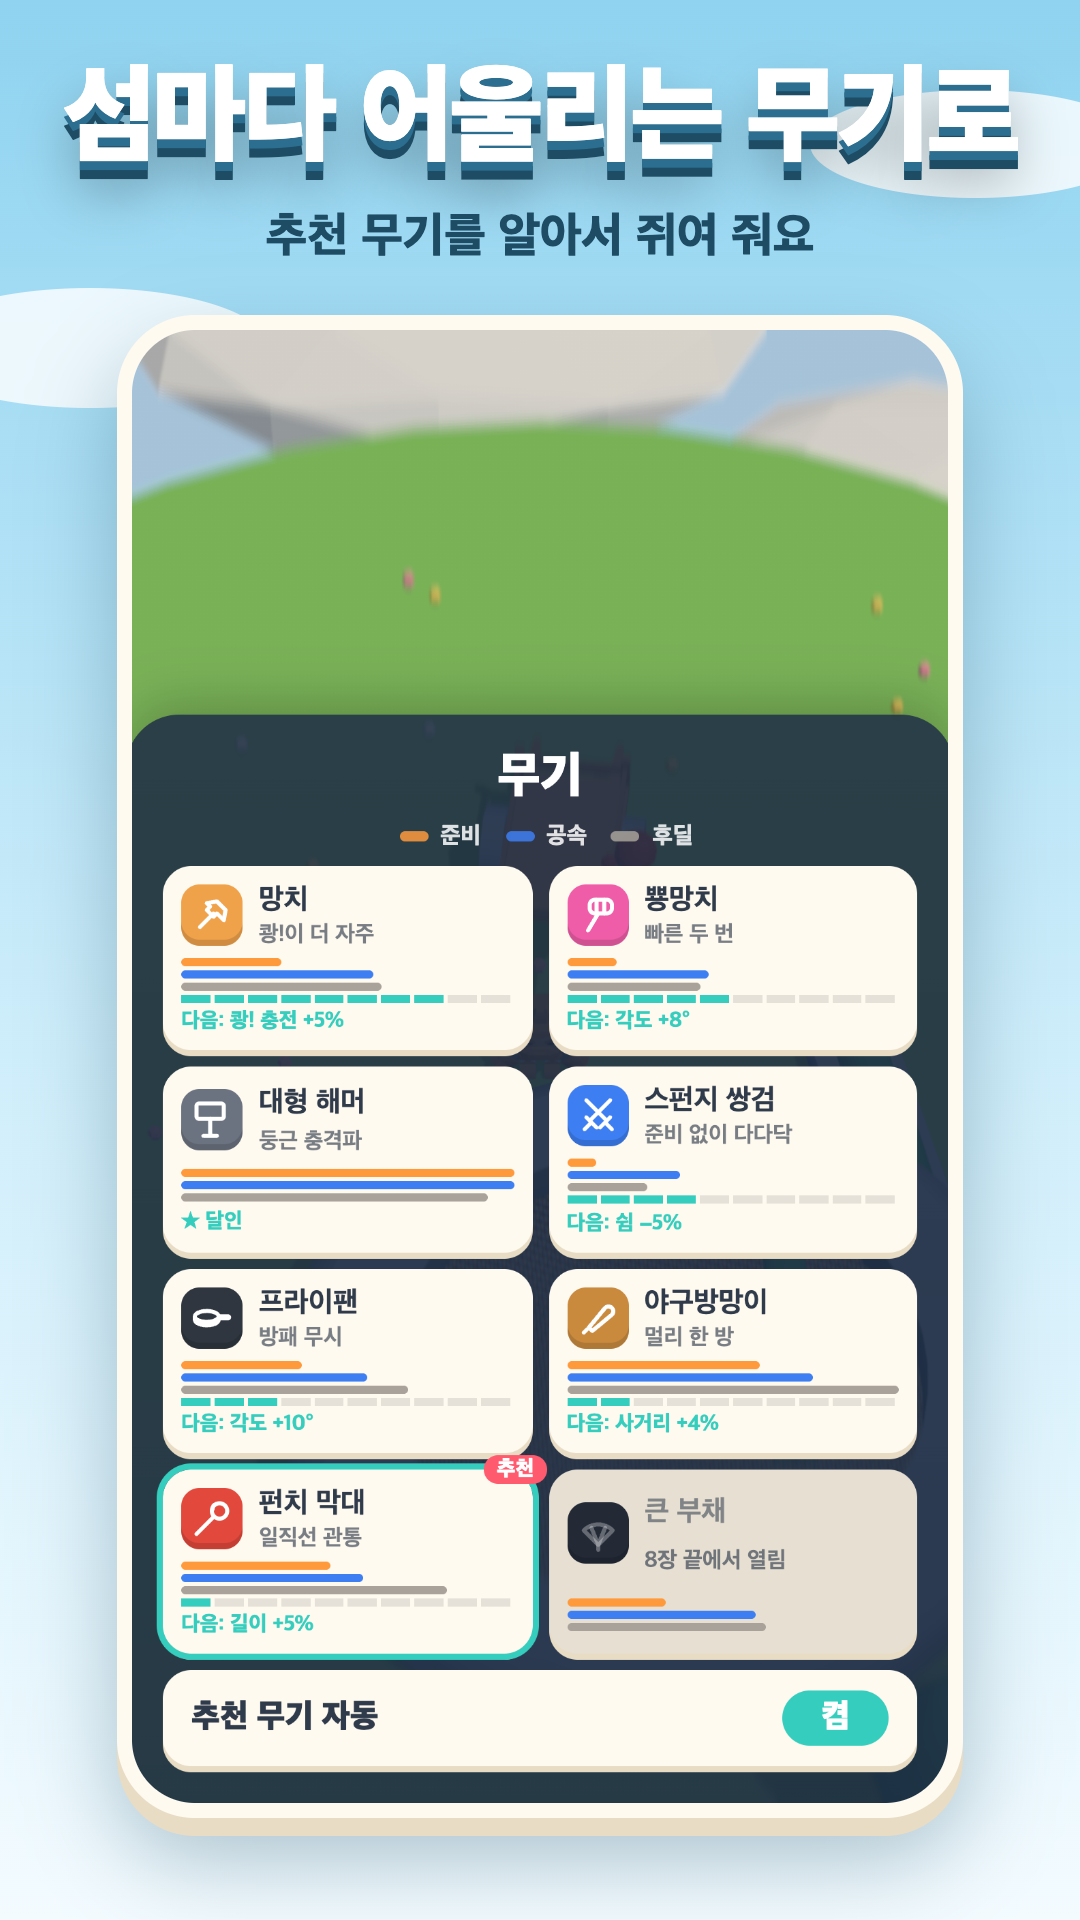 섬마다 어울리는 무기로
추천 무기를 알아서 쥐여 줘요
무기
준비 공속 후딜
망치
쾅!이 더 자주
다음: 쾅! 충전 +5%
뿅망치
빠른 두 번
다음: 각도 +8°
대형 해머
둥근 충격파
★ 달인
스펀지 쌍검
준비 없이 다다닥
다음: 쉼 –5%
프라이팬
방패 무시
다음: 각도 +10°
야구방망이
멀리 한 방
다음: 사거리 +4%
추천
펀치 막대
일직선 관통
다음: 길이 +5%
큰 부채
8장 끝에서 열림
추천 무기 자동
켬